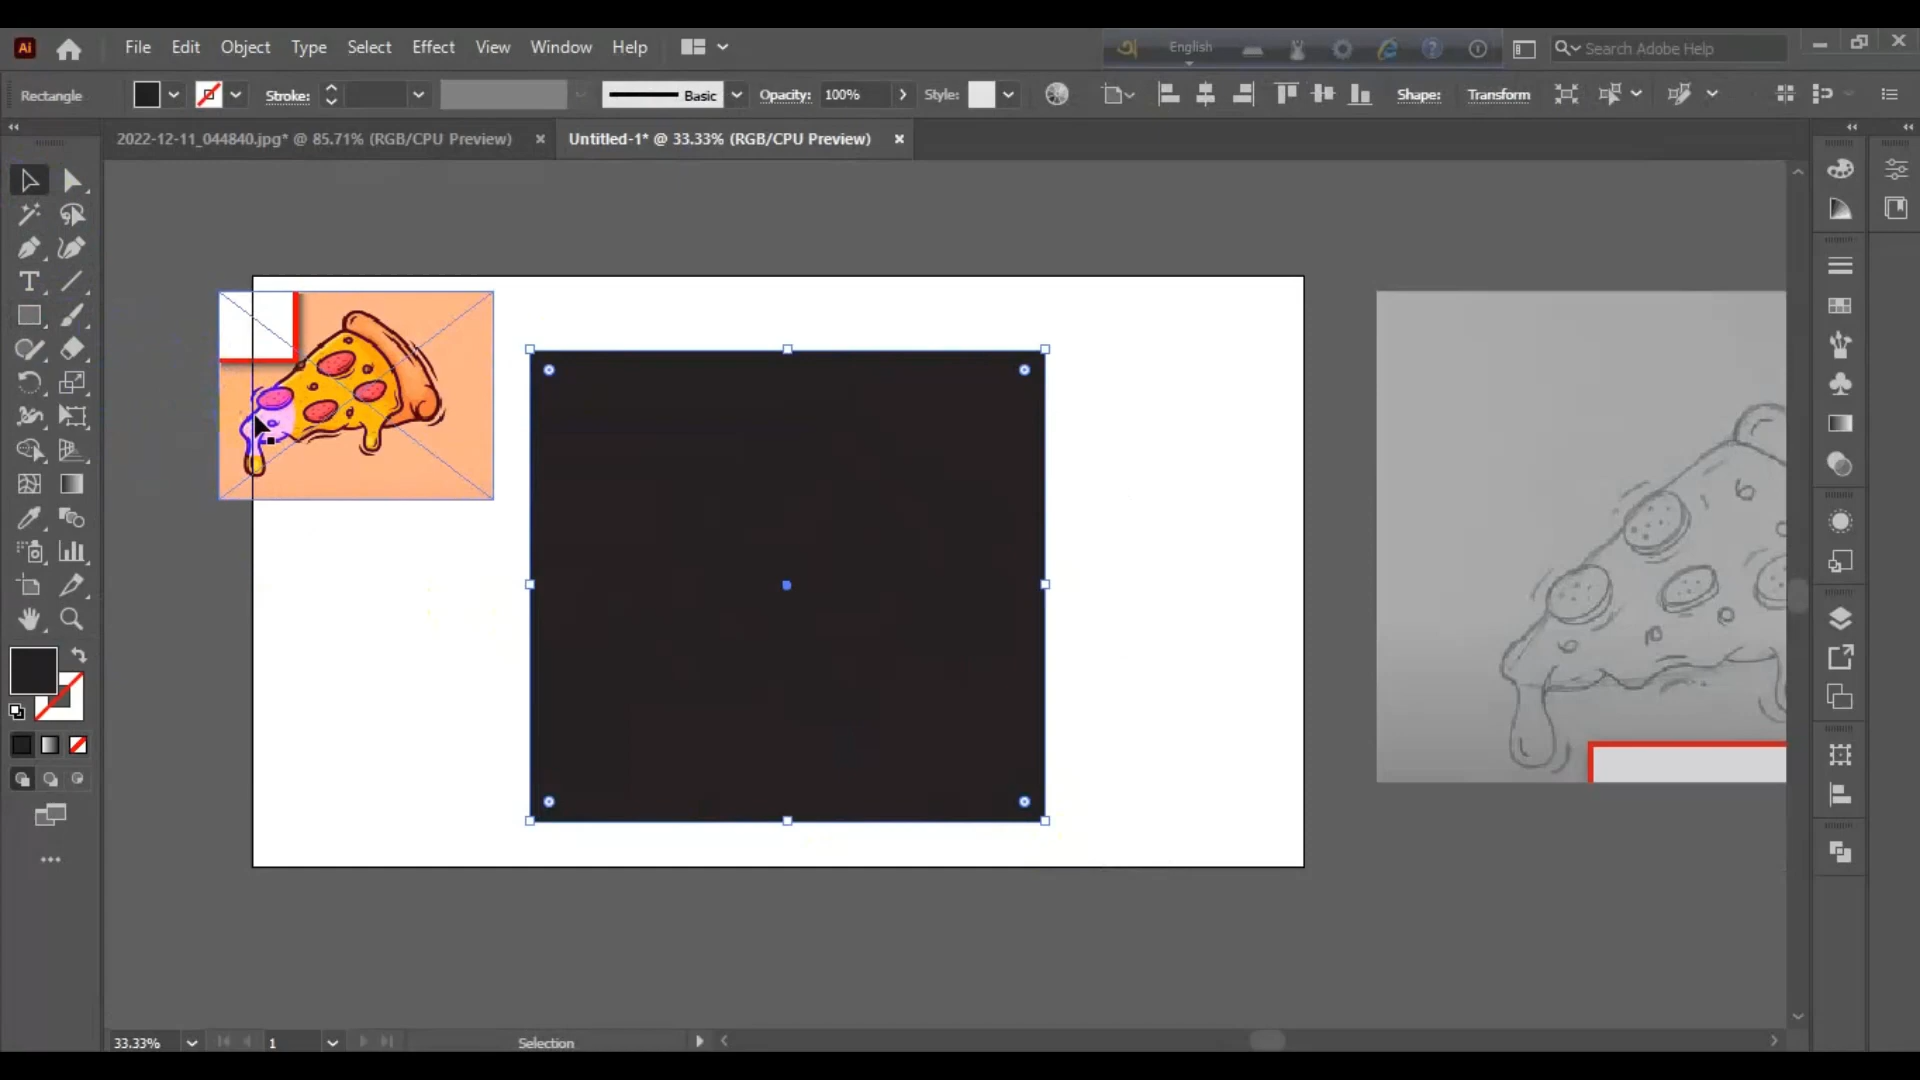 Ai File Edit Object Type Select Effect View Window Help English Search Adobe Help
Rectangle Stroke: Basic Opacity: 100% Style: Shape: Transform
2022-12-11_044840.jpg* @ 85.71% (RGB/CPU Preview) Untitled-1* @ 33.33% (RGB/CPU Preview)
33.33% 1 Selection